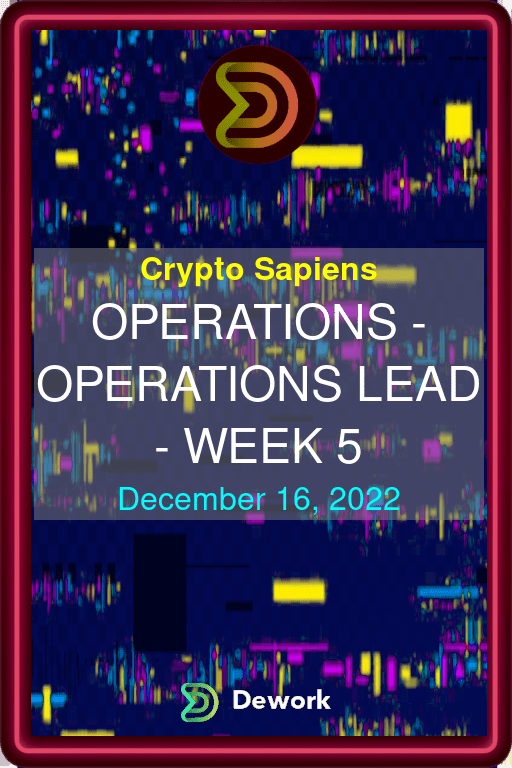 Crypto Sapiens
OPERATIONS -
OPERATIONS LEAD
- WEEK 5
December 16, 2022
Dework